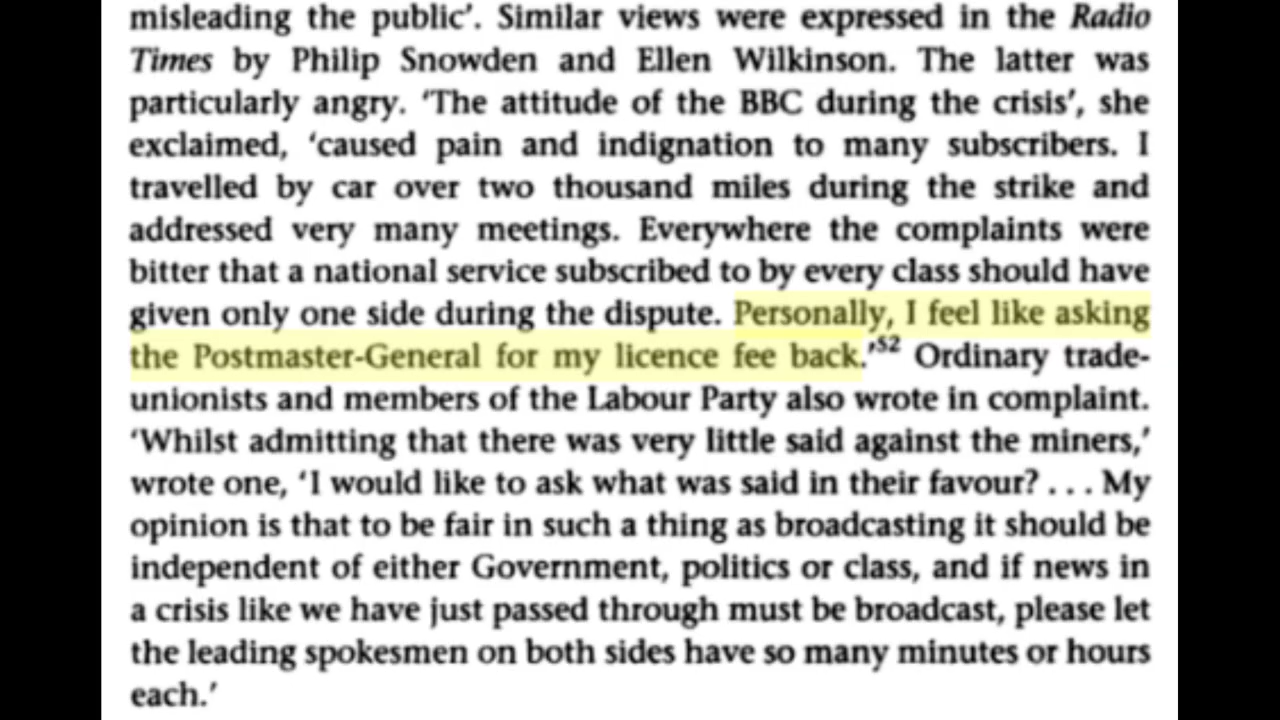 misleading the public’. Similar views were expressed in the Radio
Times by Philip Snowden and Ellen Wilkinson. The latter was
particularly angry. ‘The attitude of the BBC during the crisis’, she
exclaimed, ‘caused pain and indignation to many subscribers. I
travelled by car over two thousand miles during the strike and
addressed very many meetings. Everywhere the complaints were
bitter that a national service subscribed to by every class should have
given only one side during the dispute. Personally, I feel like asking
the Postmaster-General for my licence fee back.’52 Ordinary trade-
unionists and members of the Labour Party also wrote in complaint.
‘Whilst admitting that there was very little said against the miners,’
wrote one, ‘I would like to ask what was said in their favour? . . . My
opinion is that to be fair in such a thing as broadcasting it should be
independent of either Government, politics or class, and if news in
a crisis like we have just passed through must be broadcast, please let
the leading spokesmen on both sides have so many minutes or hours
each.’